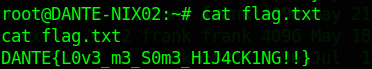 root@DANTE-NIX02:~# cat flag.txt
cat flag.txt
DANTE{L0v3_m3_S0m3_H1J4CK1NG!!}